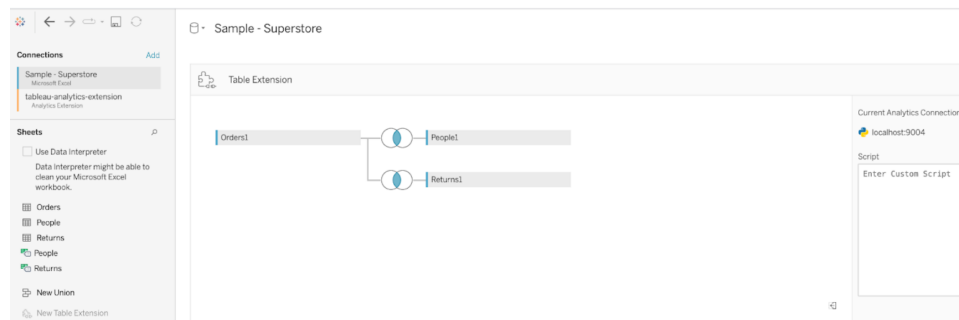 Sample - Superstore
Connections
Add
Sample - Superstore
Microsoft Excel
tableau-analytics-extension
Analytics Extension
Sheets
Use Data Interpreter
Data Interpreter might be able to
clean your Microsoft Excel
workbook.
Orders
People
Returns
People
Returns
New Union
New Table Extension
Table Extension
Orders1
People1
Returns1
Current Analytics Connection
localhost:9004
Script
Enter Custom Script